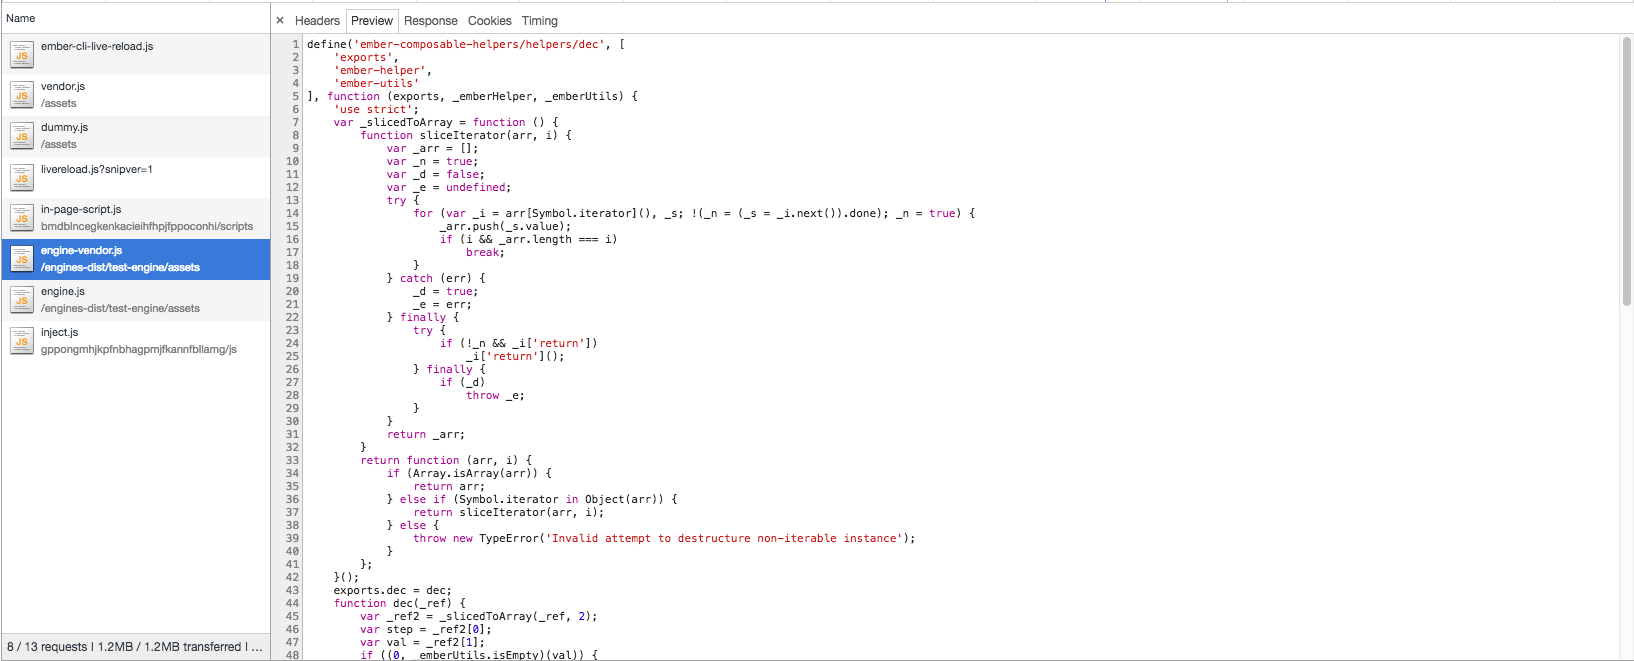 Name
ember-cli-live-reload.js
vendor.js
/assets
dummy.js
/assets
livereload.js?snipver=1
in-page-script.js
bmdblncegkenkacieihfhpjfppoconhi/scripts
engine-vendor.js
/engines-dist/test-engine/assets
engine.js
/engines-dist/test-engine/assets
inject.js
gppongmhjkpfnbhagpmjfkannfbllamg/js
8 / 13 requests | 1.2MB / 1.2MB transferred | ...
× Headers Preview Response Cookies Timing
1 define('ember-composable-helpers/helpers/dec', [
2     'exports',
3     'ember-helper',
4     'ember-utils'
5 ], function (exports, _emberHelper, _emberUtils) {
6     'use strict';
7     var _slicedToArray = function () {
8         function sliceIterator(arr, i) {
9             var _arr = [];
10             var _n = true;
11             var _d = false;
12             var _e = undefined;
13             try {
14                 for (var _i = arr[Symbol.iterator](), _s; !(_n = (_s = _i.next()).done); _n = true) {
15                     _arr.push(_s.value);
16                     if (i && _arr.length === i)
17                         break;
18                 }
19             } catch (err) {
20                 _d = true;
21                 _e = err;
22             } finally {
23                 try {
24                     if (!_n && _i['return'])
25                         _i['return']();
26                 } finally {
27                     if (_d)
28                         throw _e;
29                 }
30             }
31             return _arr;
32         }
33         return function (arr, i) {
34             if (Array.isArray(arr)) {
35                 return arr;
36             } else if (Symbol.iterator in Object(arr)) {
37                 return sliceIterator(arr, i);
38             } else {
39                 throw new TypeError('Invalid attempt to destructure non-iterable instance');
40             }
41         };
42     }();
43     exports.dec = dec;
44     function dec(_ref) {
45         var _ref2 = _slicedToArray(_ref, 2);
46         var step = _ref2[0];
47         var val = _ref2[1];
48         if ((0, _emberUtils.isEmpty)(val)) {